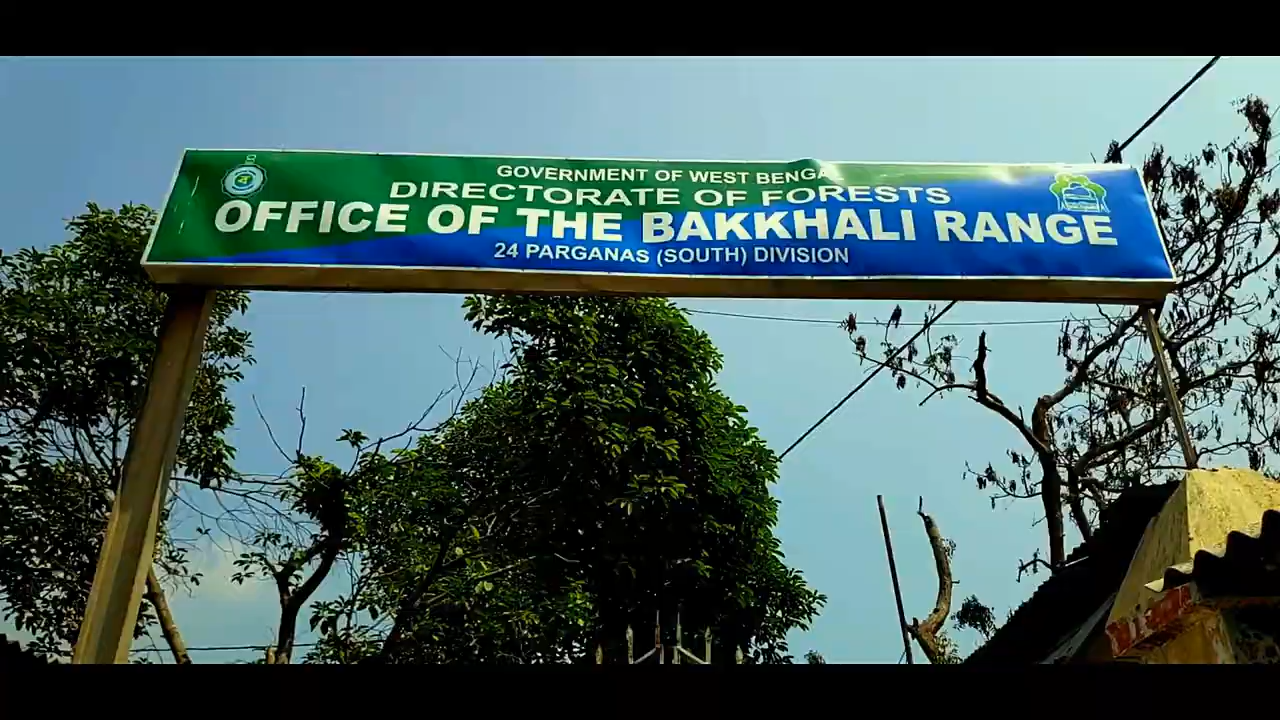 GOVERNMENT OF WEST BENGAL
DIRECTORATE OF FORESTS
OFFICE OF THE BAKKHALI RANGE
24 PARGANAS (SOUTH) DIVISION